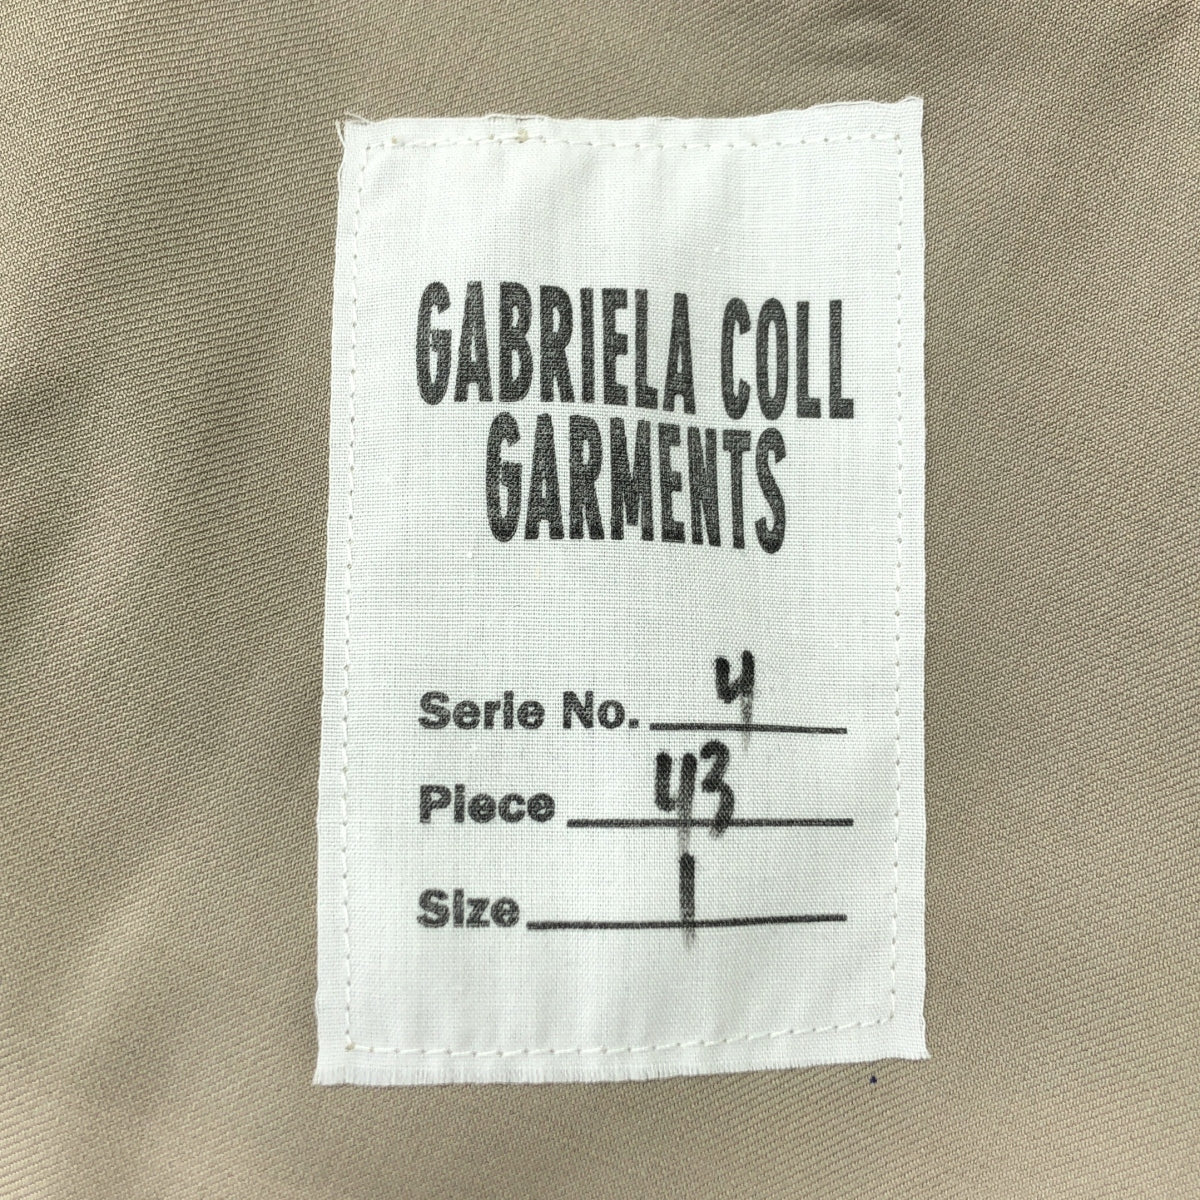 GABRIELA COLL
GARMENTS
Serie No. 4
Piece 43
Size 1